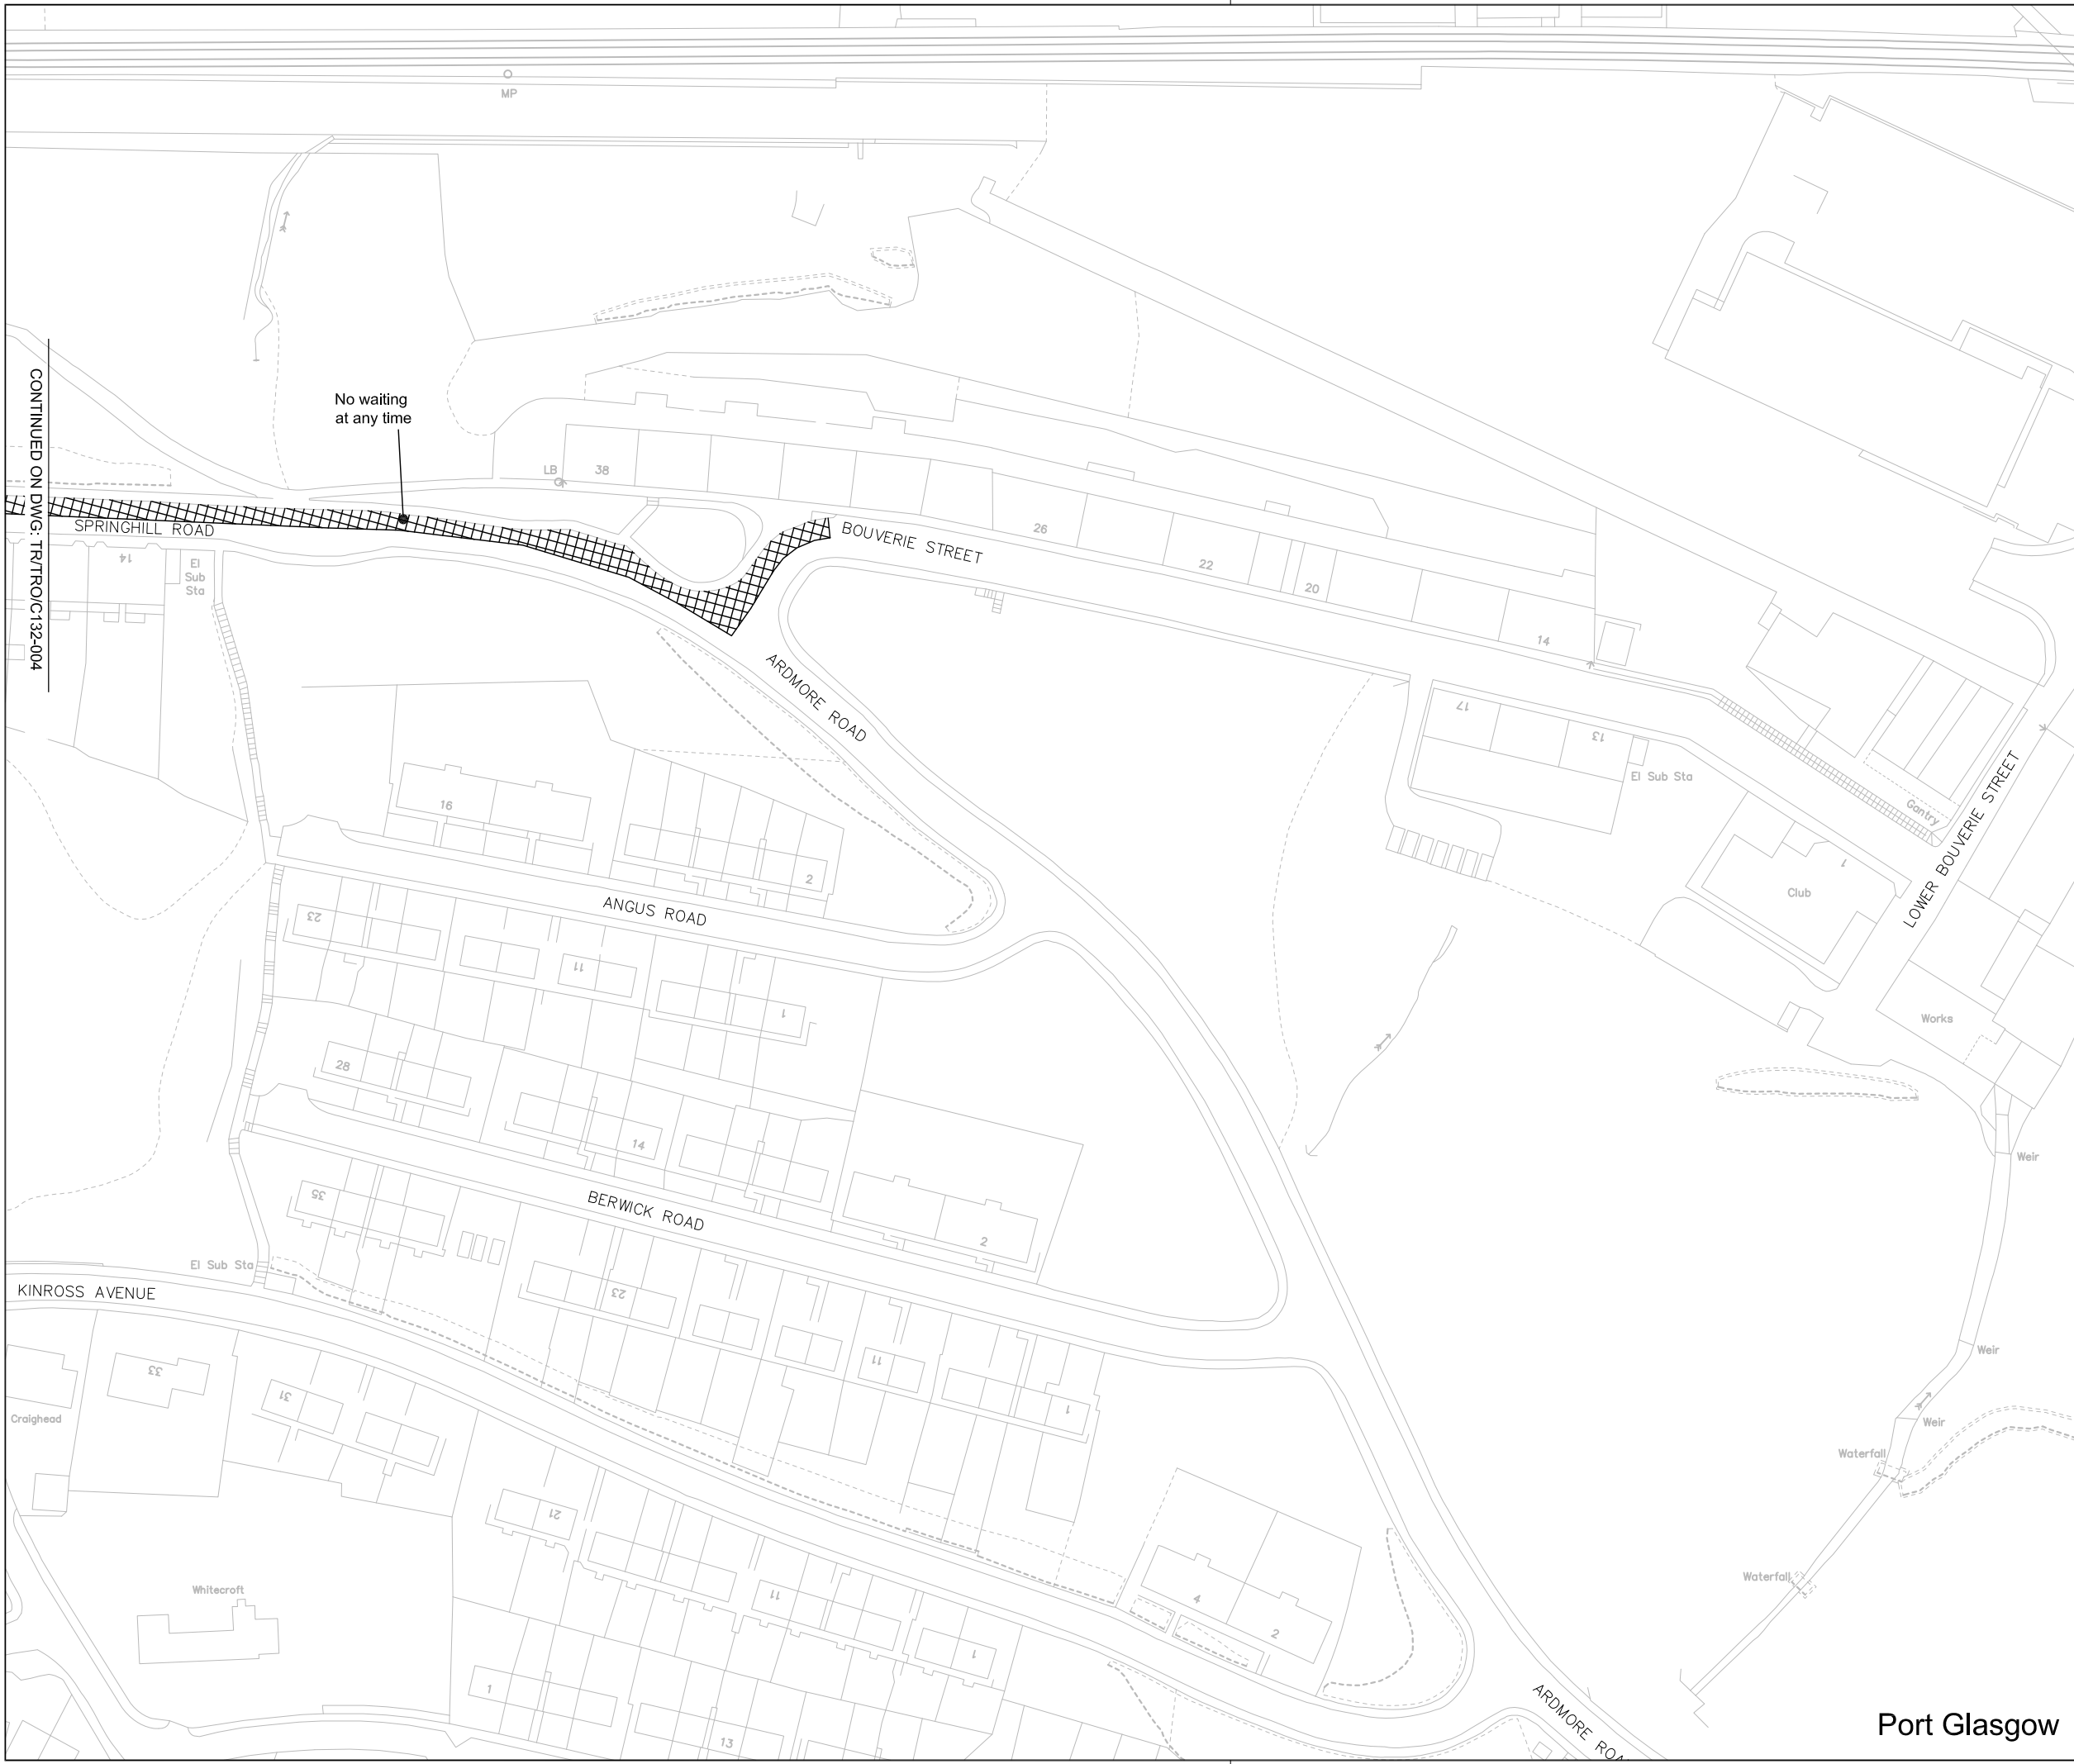 MP
CONTINUED ON DWG: TR/TRO/C132-004
No waiting
at any time
LB
38
SPRINGHILL ROAD
BOUVERIE STREET
26
22
20
14
14
El
Sub
Sta
ARDMORE ROAD
17
13
El Sub Sta
Gantry
LOWER BOUVERIE STREET
1
Club
16
2
ANGUS ROAD
23
11
1
Works
28
14
Weir
35
BERWICK ROAD
2
El Sub Sta
KINROSS AVENUE
23
33
31
11
1
Weir
Craighead
Weir
Waterfall
21
Whitecroft
11
4
2
1
Waterfall
1
13
ARDMORE ROA
Port Glasgow